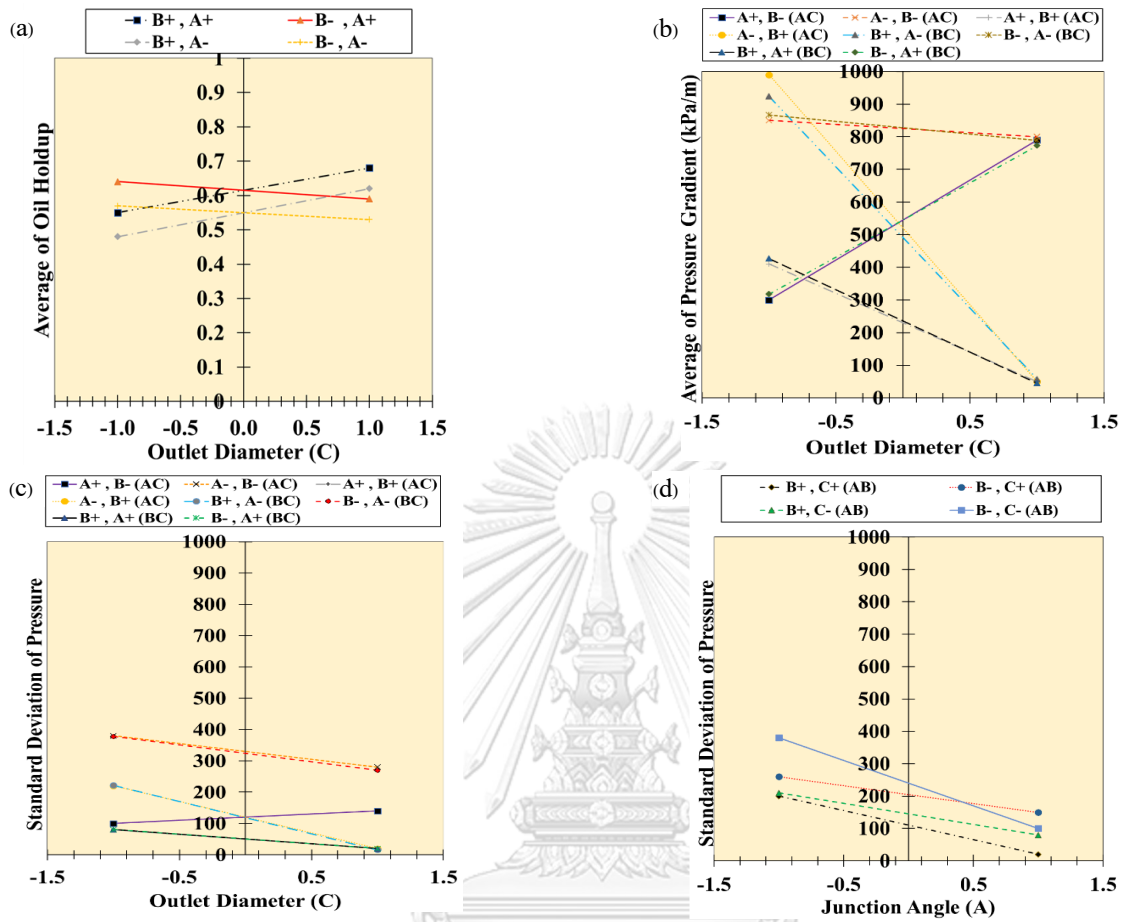 (a)
B+ , A+ B- , A+
B+ , A- B- , A-
Average of Oil Holdup
1
0.9
0.8
0.7
0.6
0.5
0.4
0.3
0.2
0.1
0
-1.5 -1.0 -0.5 0.0 0.5 1.0 1.5
Outlet Diameter (C)
(b)
A+, B- (AC) A- , B- (AC) A+ , B+ (AC)
A- , B+ (AC) B+ , A- (BC) B- , A- (BC)
B+ , A+ (BC) B- , A+ (BC)
Average of Pressure Gradient (kPa/m)
1000
900
800
700
600
500
400
300
200
100
0
-1.5 -0.5 0.5 1.5
Outlet Diameter (C)
(c)
A+ , B- (AC) A- , B- (AC) A+ , B+ (AC)
A- , B+ (AC) B+ , A- (BC) B- , A- (BC)
B+ , A+ (BC) B- , A+ (BC)
Standard Deviation of Pressure
1000
900
800
700
600
500
400
300
200
100
0
-1.5 -0.5 0.5 1.5
Outlet Diameter (C)
(d)
B+ , C+ (AB) B- , C+ (AB)
B+ , C- (AB) B- , C- (AB)
Standard Deviation of Pressure
1000
900
800
700
600
500
400
300
200
100
0
-1.5 -0.5 0.5 1.5
Junction Angle (A)